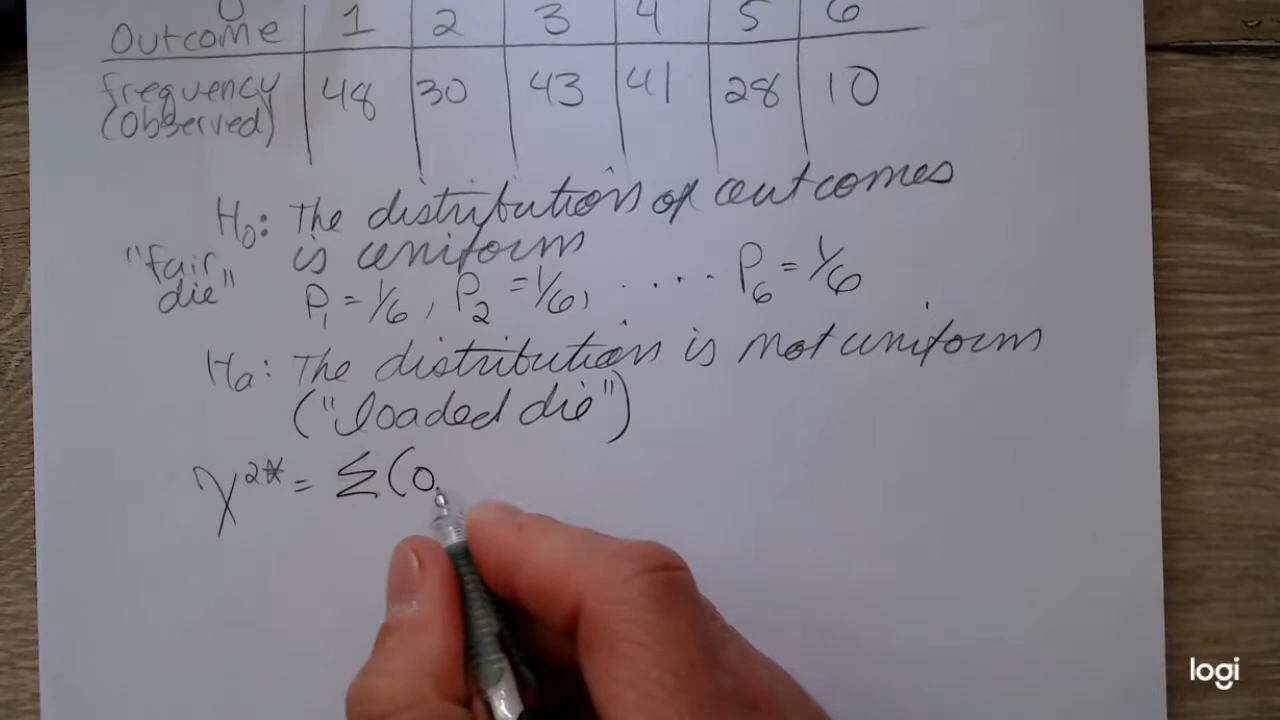 Outcome 1 2 3 4 5 6
frequency 48 30 43 41 28 10
(observed)
H₀: The distribution of outcomes
"fair die" is uniform
P₁ = 1/6, P₂ = 1/6, .... P₆ = 1/6
Hₐ: The distribution is not uniform
("loaded die")
χ²* = Σ(O
logi